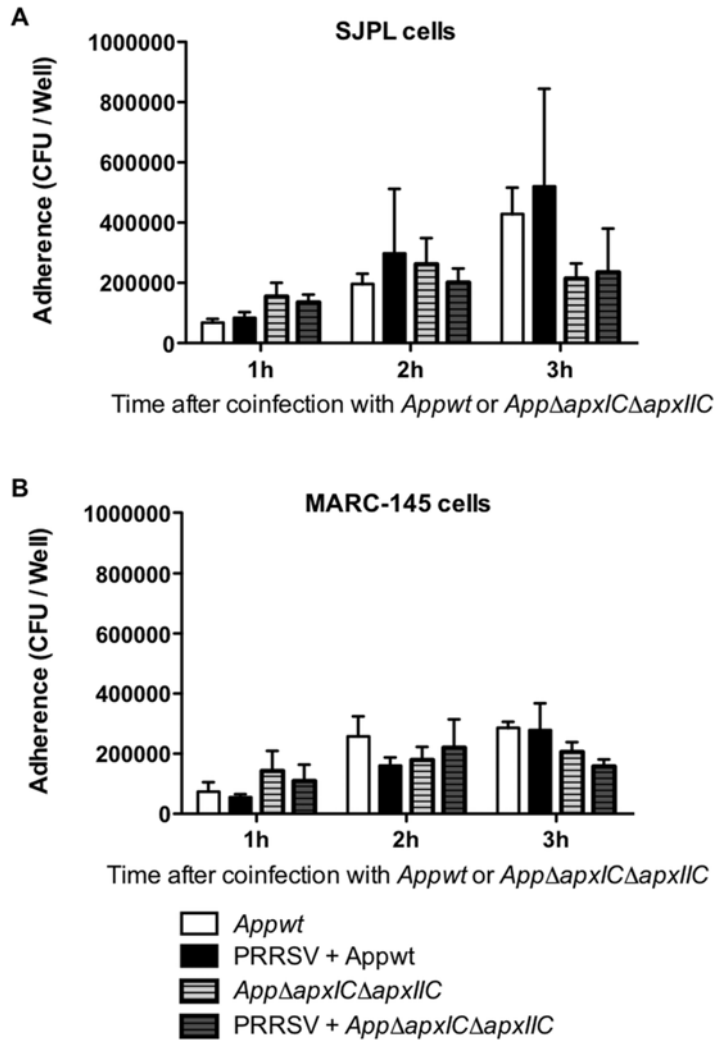 A
SJPL cells
Adherence (CFU / Well)
1000000
800000
600000
400000
200000
0
1h 2h 3h
Time after coinfection with Appwt or AppΔapxICΔapxIIC
B
MARC-145 cells
Adherence (CFU / Well)
1000000
800000
600000
400000
200000
0
1h 2h 3h
Time after coinfection with Appwt or AppΔapxICΔapxIIC
Appwt
PRRSV + Appwt
AppΔapxICΔapxIIC
PRRSV + AppΔapxICΔapxIIC